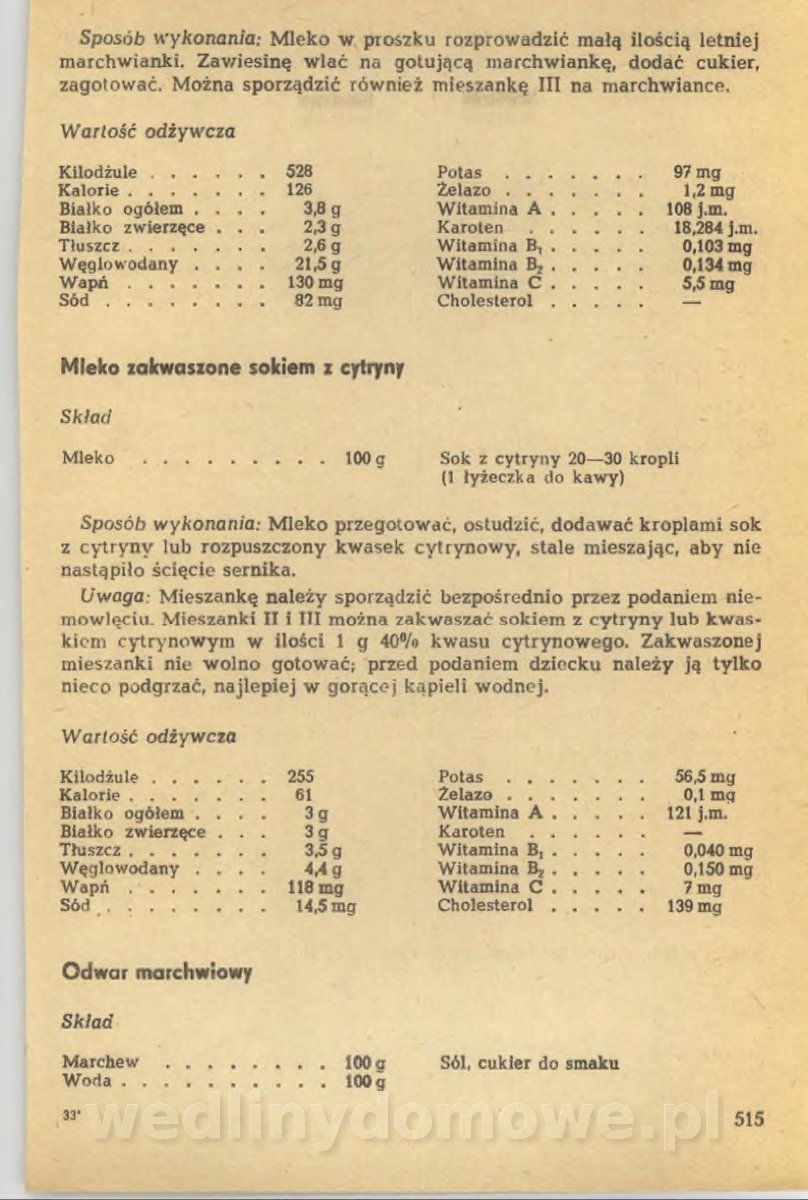 Sposób wykonania: Mleko w proszku rozprowadzić małą ilością letniej
marchwianki. Zawiesinę wlać na gotującą marchwiankę, dodać cukier,
zagotować. Można sporządzić również mieszankę III na marchwiance.
Wartość odżywcza
Kilodżule . . . . . . 528
Kalorie . . . . . . . 126
Białko ogółem . . . . 3,8 g
Białko zwierzęce . . . 2,3 g
Tłuszcz . . . . . . . 2,6 g
Węglowodany . . . . 21,5 g
Wapń . . . . . . . 130 mg
Sód . . . . . . . . 82 mg
Potas . . . . . . . 97 mg
Żelazo . . . . . . . 1,2 mg
Witamina A . . . . . 108 j.m.
Karoten . . . . . . 18,284 j.m.
Witamina B₁ . . . . . 0,103 mg
Witamina B₂ . . . . . 0,134 mg
Witamina C . . . . . 5,5 mg
Cholesterol . . . . . —
Mleko zakwaszone sokiem z cytryny
Skład
Mleko . . . . . . . . . 100 g
Sok z cytryny 20—30 kropli
(1 łyżeczka do kawy)
Sposób wykonania: Mleko przegotować, ostudzić, dodawać kroplami sok
z cytryny lub rozpuszczony kwasek cytrynowy, stale mieszając, aby nie
nastąpiło ścięcie sernika.
Uwaga: Mieszankę należy sporządzić bezpośrednio przez podaniem nie-
mowlęciu. Mieszanki II i III można zakwaszać sokiem z cytryny lub kwas-
kiem cytrynowym w ilości 1 g 40% kwasu cytrynowego. Zakwaszonej
mieszanki nie wolno gotować; przed podaniem dziecku należy ją tylko
nieco podgrzać, najlepiej w gorącej kąpieli wodnej.
Wartość odżywcza
Kilodżule . . . . . . 255
Kalorie . . . . . . . 61
Białko ogółem . . . . 3 g
Białko zwierzęce . . . 3 g
Tłuszcz . . . . . . . 3,5 g
Węglowodany . . . . 4,4 g
Wapń . . . . . . . 118 mg
Sód . . . . . . . . 14,5 mg
Potas . . . . . . . 56,5 mg
Żelazo . . . . . . . 0,1 mg
Witamina A . . . . . 121 j.m.
Karoten . . . . . . —
Witamina B₁ . . . . . 0,040 mg
Witamina B₂ . . . . . 0,150 mg
Witamina C . . . . . 7 mg
Cholesterol . . . . . 139 mg
Odwar marchwiowy
Skład
Marchew . . . . . . . . 100 g
Woda . . . . . . . . . . 100 g
Sól, cukier do smaku
33*
515
wedlinydomowe.pl